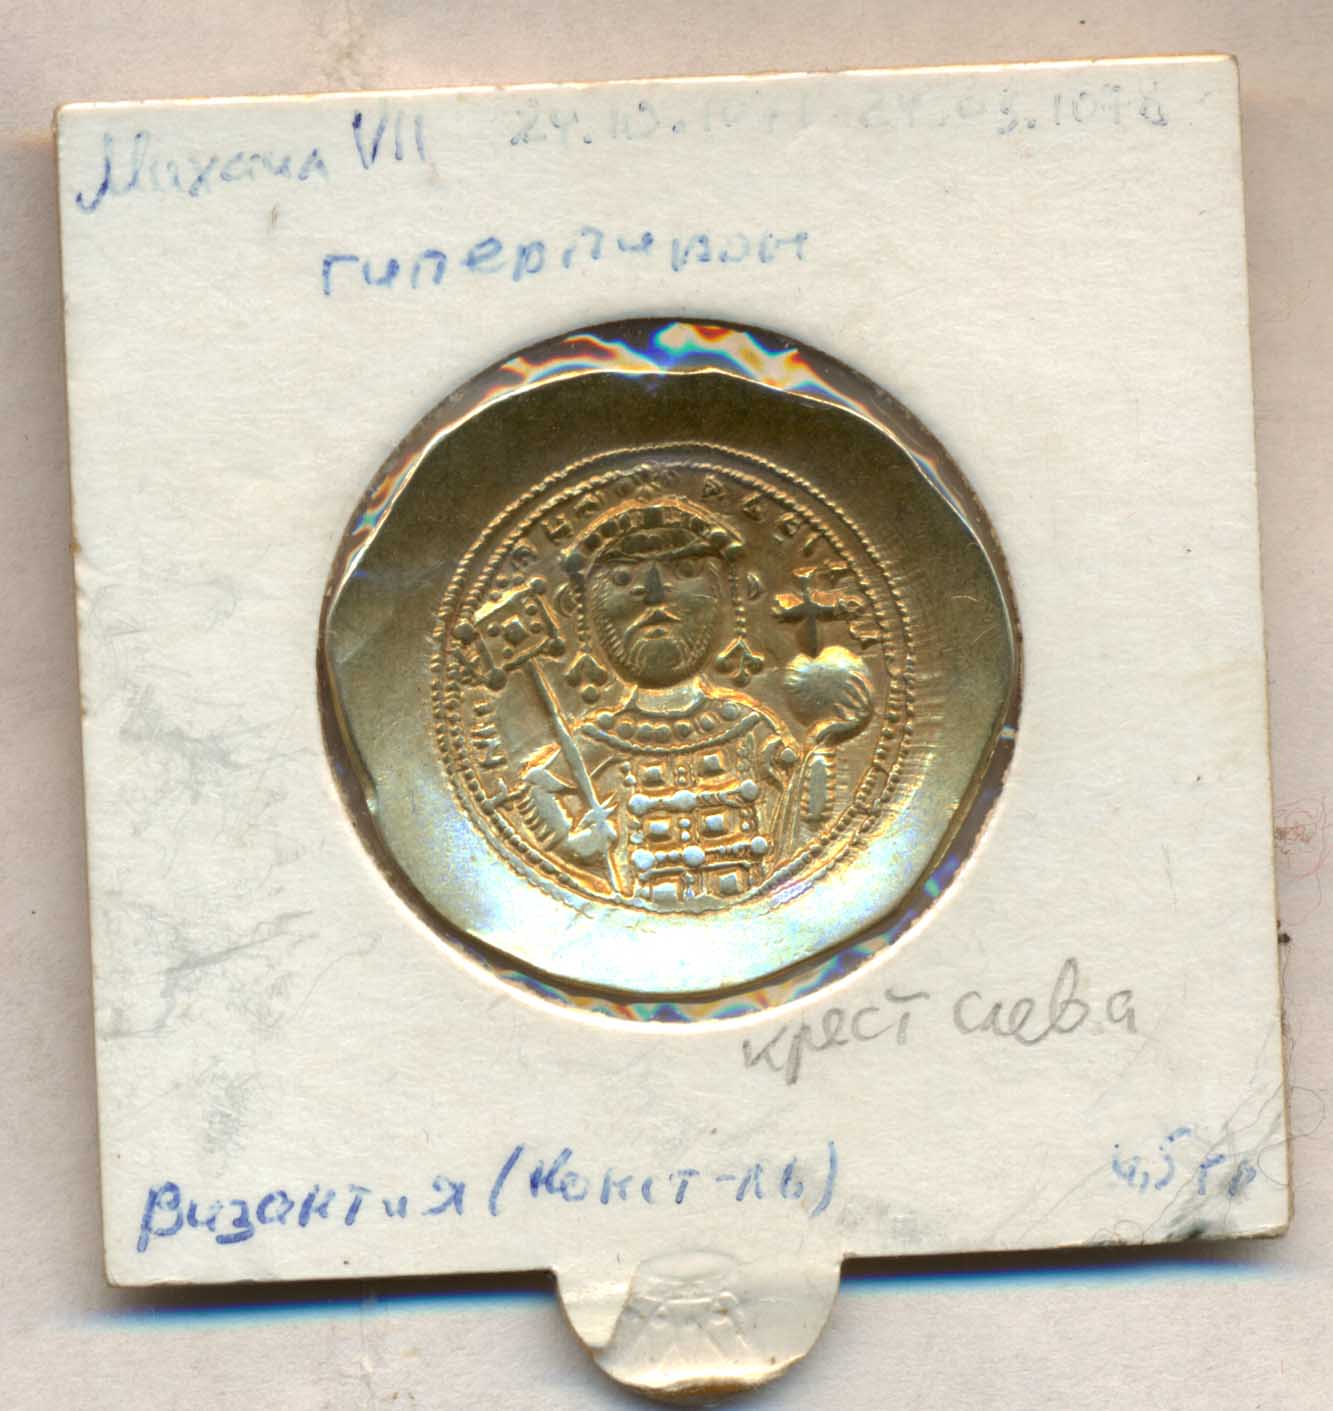 Михаил VII 24.10.1071 24.03.1078
гиперпирон
крест слева
Византия (Конст-ль)
4,5 гр